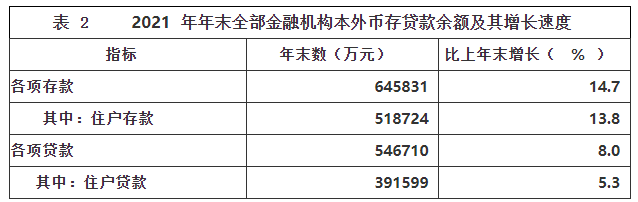 表 2 2021 年年末全部金融机构本外币存贷款余额及其增长速度
指标 年末数（万元） 比上年末增长（ % ）
各项存款 645831 14.7
其中：住户存款 518724 13.8
各项贷款 546710 8.0
其中：住户贷款 391599 5.3